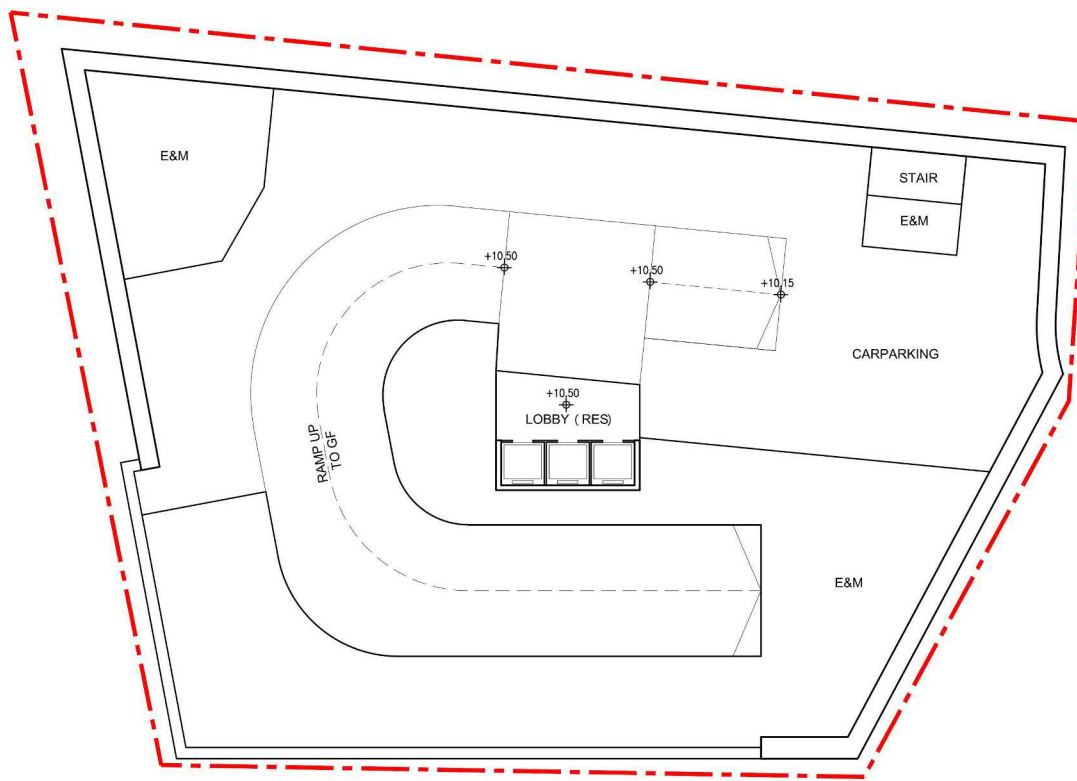 E&M
STAIR
E&M
+10.50
+10.50
+10.15
CARPARKING
+10.50
LOBBY ( RES)
RAMP UP
TO GF
E&M